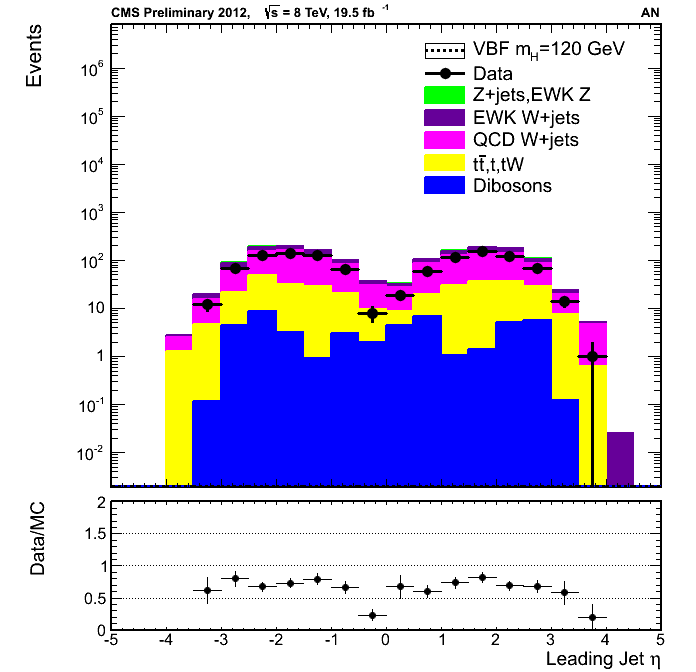 CMS Preliminary 2012, √s = 8 TeV, 19.5 fb⁻¹ AN
Events
VBF m_H=120 GeV
Data
Z+jets,EWK Z
EWK W+jets
QCD W+jets
tt̄,t,tW
Dibosons
10⁶
10⁵
10⁴
10³
10²
10
1
10⁻¹
10⁻²
Data/MC
2
1.5
1
0.5
0
-5 -4 -3 -2 -1 0 1 2 3 4 5
Leading Jet η